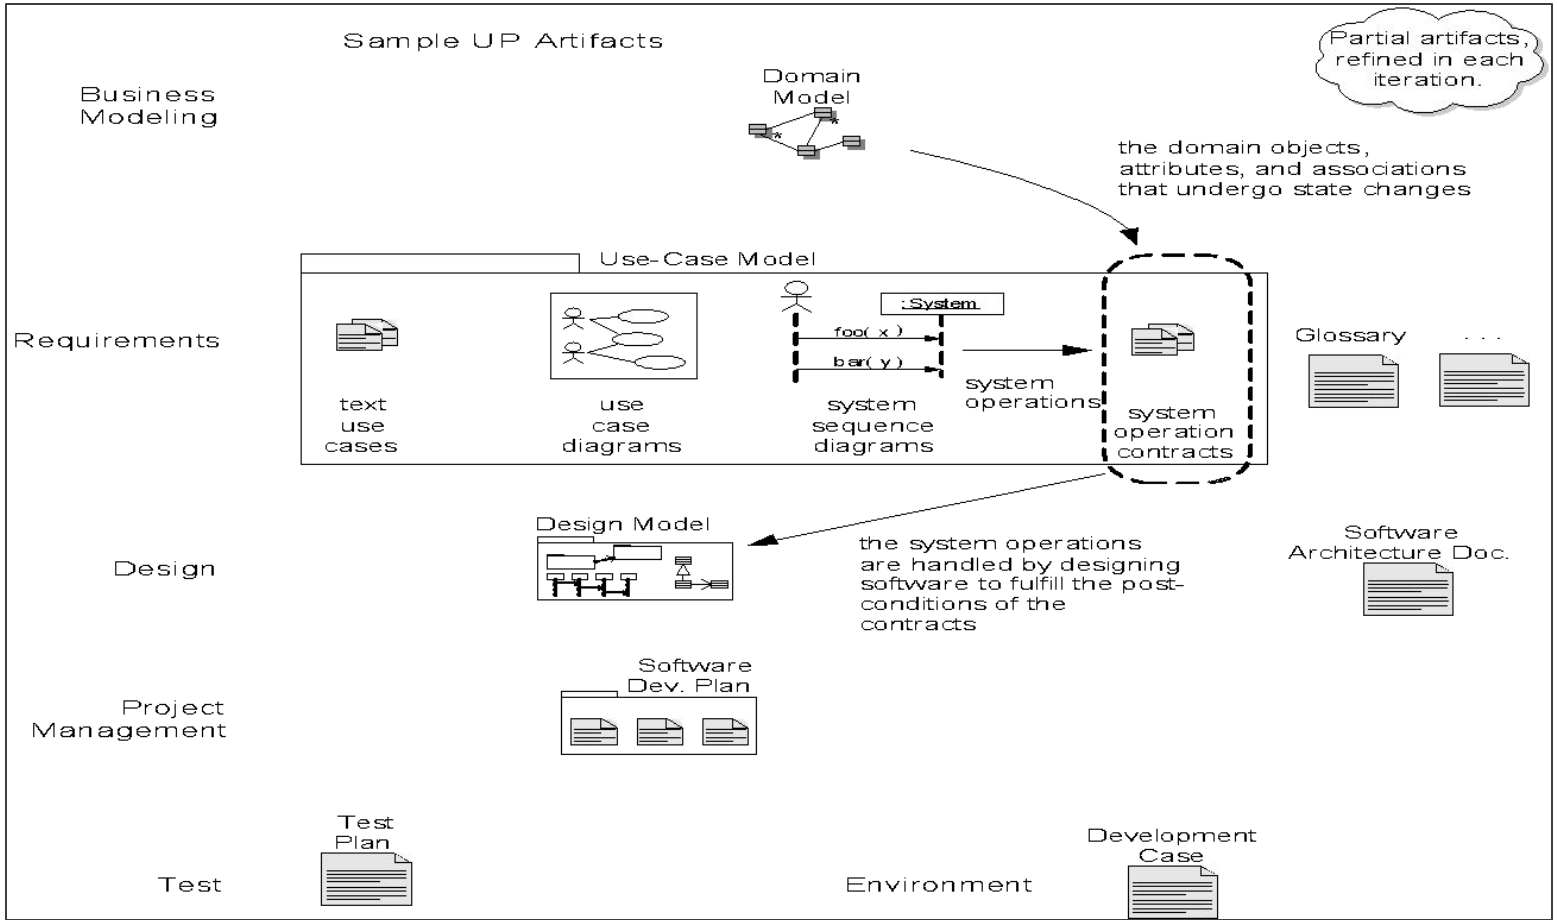 Sample UP Artifacts
Partial artifacts,
refined in each
iteration.
Business
Modeling
Domain
Model
*
*
the domain objects,
attributes, and associations
that undergo state changes
Requirements
Use-Case Model
text
use
cases
use
case
diagrams
: System
foo( x )
bar( y )
system
sequence
diagrams
system
operations
system
operation
contracts
Glossary
. . .
Design
Design Model
the system operations
are handled by designing
software to fulfill the post-
conditions of the
contracts
Software
Architecture Doc.
Project
Management
Software
Dev. Plan
Test
Test
Plan
Environment
Development
Case